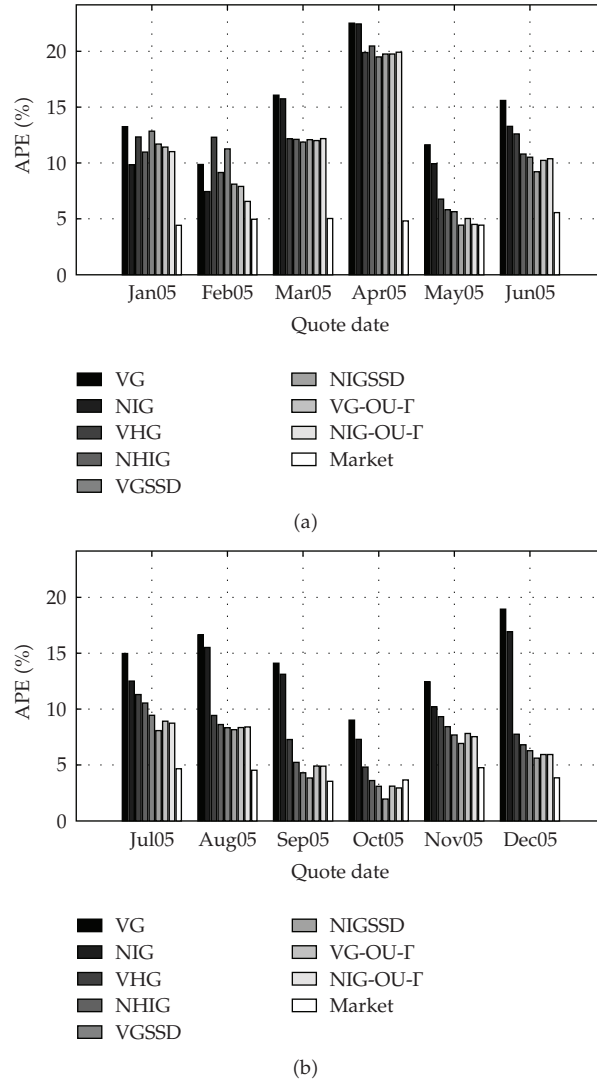 20
15
10
5
0
APE (%)
Jan05 Feb05 Mar05 Apr05 May05 Jun05
Quote date
VG
NIG
VHG
NHIG
VGSSD
NIGSSD
VG-OU-Γ
NIG-OU-Γ
Market
(a)
20
15
10
5
0
APE (%)
Jul05 Aug05 Sep05 Oct05 Nov05 Dec05
Quote date
VG
NIG
VHG
NHIG
VGSSD
NIGSSD
VG-OU-Γ
NIG-OU-Γ
Market
(b)